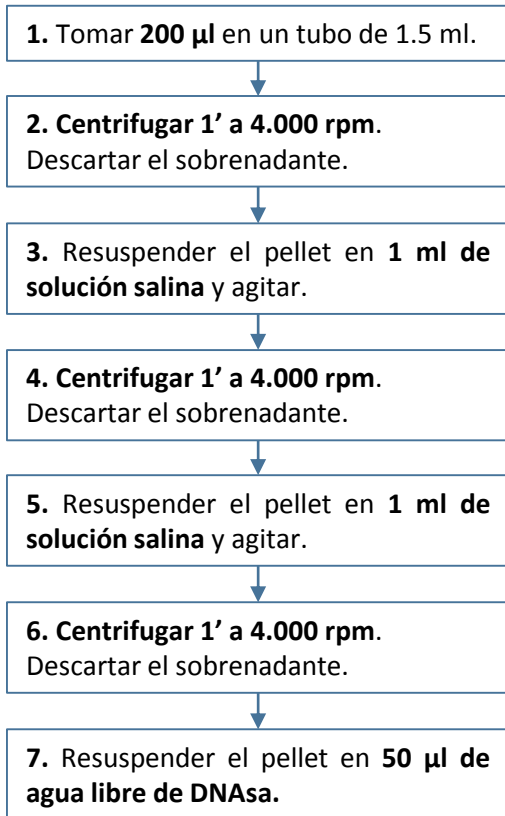 1. Tomar 200 µl en un tubo de 1.5 ml.
2. Centrifugar 1’ a 4.000 rpm.
Descartar el sobrenadante.
3. Resuspender el pellet en 1 ml de
solución salina y agitar.
4. Centrifugar 1’ a 4.000 rpm.
Descartar el sobrenadante.
5. Resuspender el pellet en 1 ml de
solución salina y agitar.
6. Centrifugar 1’ a 4.000 rpm.
Descartar el sobrenadante.
7. Resuspender el pellet en 50 µl de
agua libre de DNAsa.